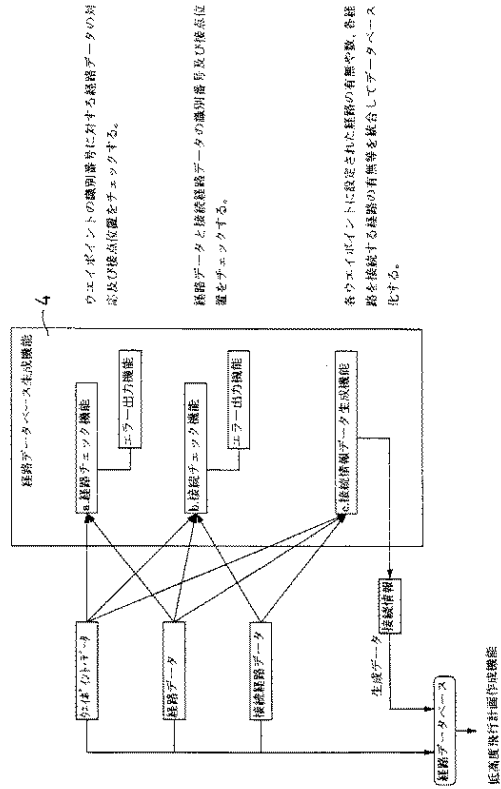 経路データベース生成機能
4
a.経路チェック機能
エラー出力機能
b.接続チェック機能
エラー出力機能
c.接続情報データ生成機能
ウエイポイント・データ
経路データ
接続経路データ
生成データ
接続情報
経路データベース
低高度飛行計画作成機能
ウエイポイントの識別番号に対する経路データの対
応及び接点位置をチェックする。
経路データと接続経路データの識別番号及び接点位
置をチェックする。
各ウエイポイントに設定された経路の有無や数、各経
路を接続する経路の有無等を統合してデータベース
化する。